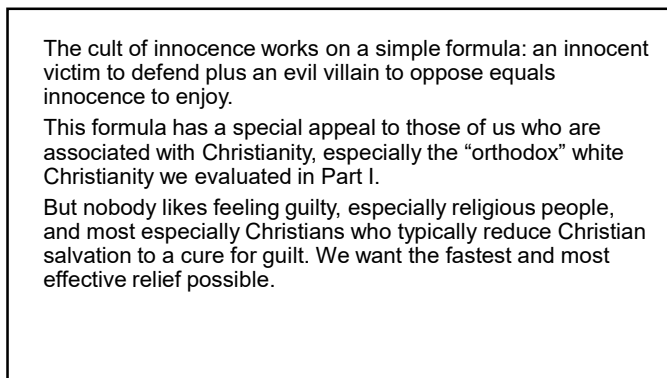 The cult of innocence works on a simple formula: an innocent
victim to defend plus an evil villain to oppose equals
innocence to enjoy.
This formula has a special appeal to those of us who are
associated with Christianity, especially the “orthodox” white
Christianity we evaluated in Part I.
But nobody likes feeling guilty, especially religious people,
and most especially Christians who typically reduce Christian
salvation to a cure for guilt. We want the fastest and most
effective relief possible.